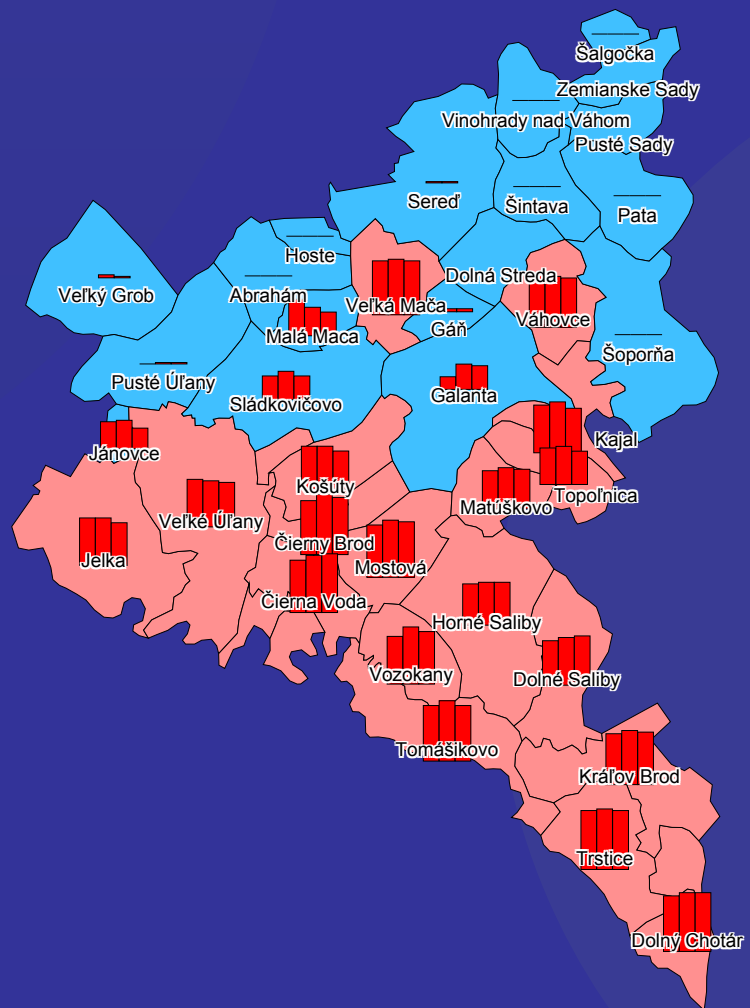 Šalgočka
Zemianske Sady
Vinohrady nad Váhom
Pusté Sady
Sereď
Šintava
Pata
Hoste
Dolná Streda
Veľký Grob
Abrahám
Veľká Mača
Váhovce
Gáň
Malá Maca
Šoporňa
Pusté Úľany
Sládkovičovo
Galanta
Kajal
Jánovce
Košúty
Topoľnica
Matúškovo
Veľké Úľany
Čierny Brod
Jelka
Mostová
Čierna Voda
Horné Saliby
Vozokany
Dolné Saliby
Tomášikovo
Kráľov Brod
Trstice
Dolný Chotár